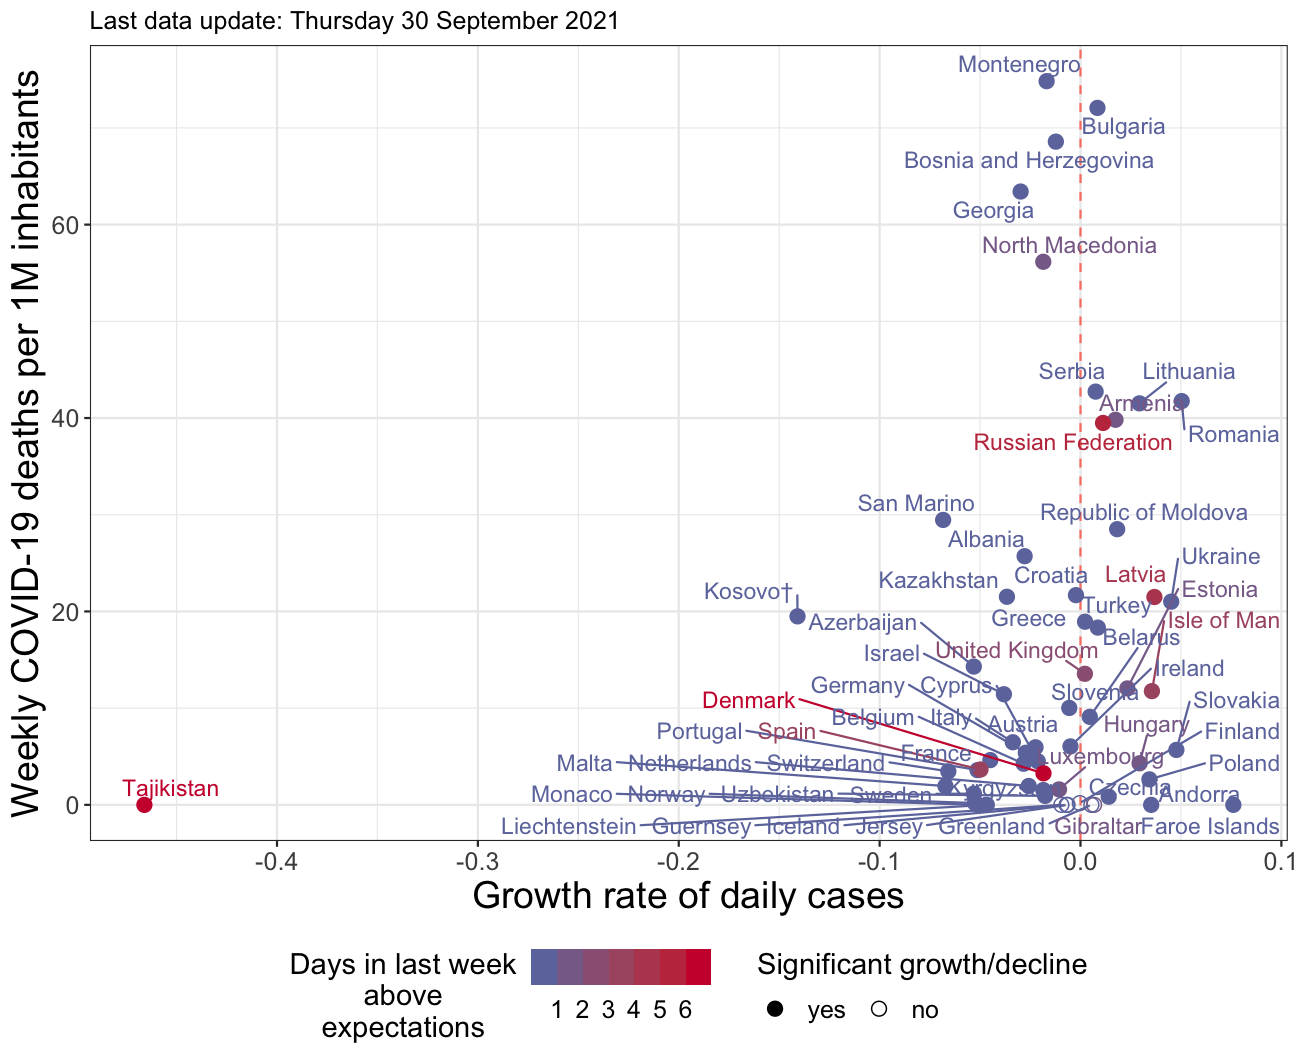 Last data update: Thursday 30 September 2021
Weekly COVID-19 deaths per 1M inhabitants
Montenegro
Bulgaria
Bosnia and Herzegovina
Georgia
60
North Macedonia
Serbia
Lithuania
Armenia
40
Romania
Russian Federation
San Marino
Republic of Moldova
Albania
Ukraine
Kazakhstan
Croatia
Latvia
Kosovo†
Estonia
20
Turkey
Azerbaijan
Greece
Isle of Man
Belarus
Israel
United Kingdom
Ireland
Germany
Cyprus
Slovenia
Denmark
Slovakia
Belgium
Italy
Austria
Hungary
Portugal
Spain
Finland
France
Luxembourg
Malta
Netherlands
Switzerland
Poland
Tajikistan
Monaco
Norway
Uzbekistan
Sweden
Czechia
Andorra
0
Liechtenstein
Guernsey
Iceland
Jersey
Greenland
Gibraltar
Faroe Islands
-0.4
-0.3
-0.2
-0.1
0.0
0.1
Growth rate of daily cases
Days in last week
above
expectations
1 2 3 4 5 6
Significant growth/decline
yes
no